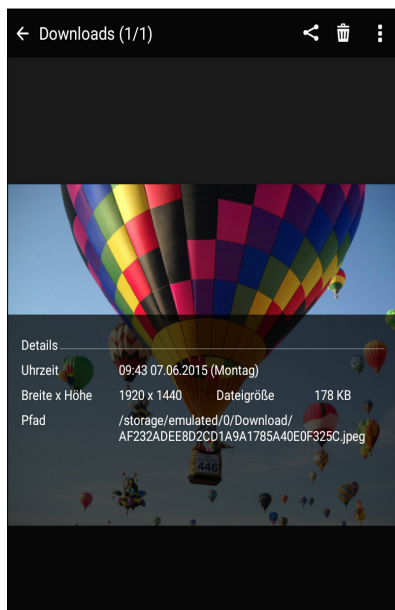 Downloads (1/1)
Details
Uhrzeit 09:43 07.06.2015 (Montag)
Breite x Höhe 1920 x 1440 Dateigröße 178 KB
Pfad /storage/emulated/0/Download/
AF232ADEE8D2CD1A9A1785A40E0F325C.jpeg
446